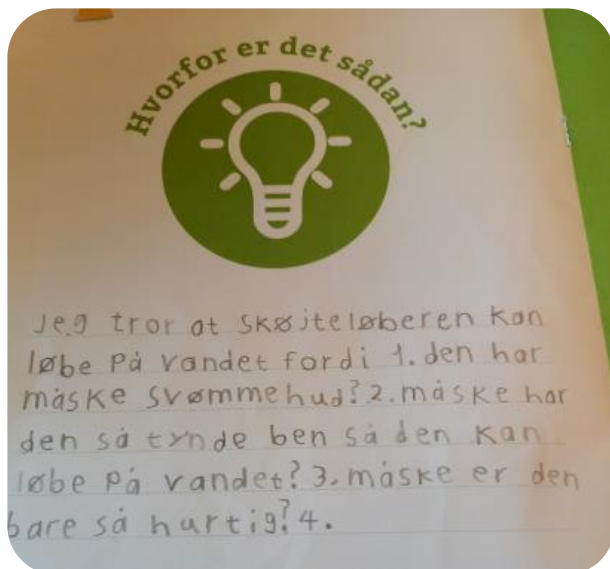 Hvorfor er det sådan?
Jeg tror at skøjteløberen kan
løbe på vandet fordi 1. den har
måske svømmehud? 2. måske har
den så tynde ben så den kan
løbe på vandet? 3. måske er den
bare så hurtig? 4.